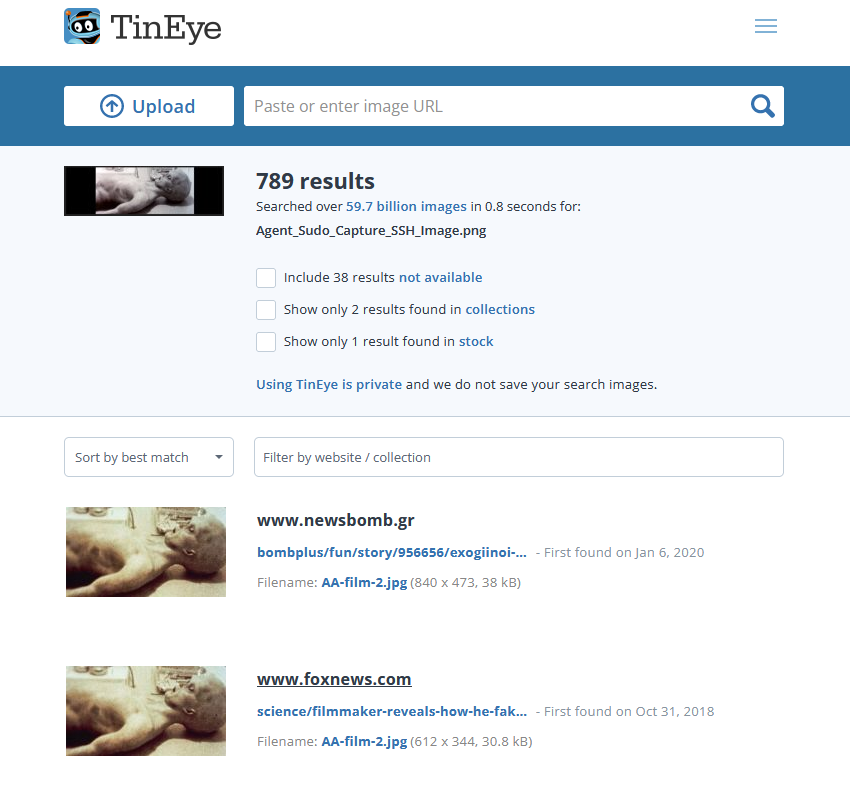 TinEye
Upload
Paste or enter image URL
789 results
Searched over 59.7 billion images in 0.8 seconds for:
Agent_Sudo_Capture_SSH_Image.png
Include 38 results not available
Show only 2 results found in collections
Show only 1 result found in stock
Using TinEye is private and we do not save your search images.
Sort by best match
Filter by website / collection
www.newsbomb.gr
bombplus/fun/story/956656/exogiinoi-... - First found on Jan 6, 2020
Filename: AA-film-2.jpg (840 x 473, 38 kB)
www.foxnews.com
science/filmmaker-reveals-how-he-fak... - First found on Oct 31, 2018
Filename: AA-film-2.jpg (612 x 344, 30.8 kB)